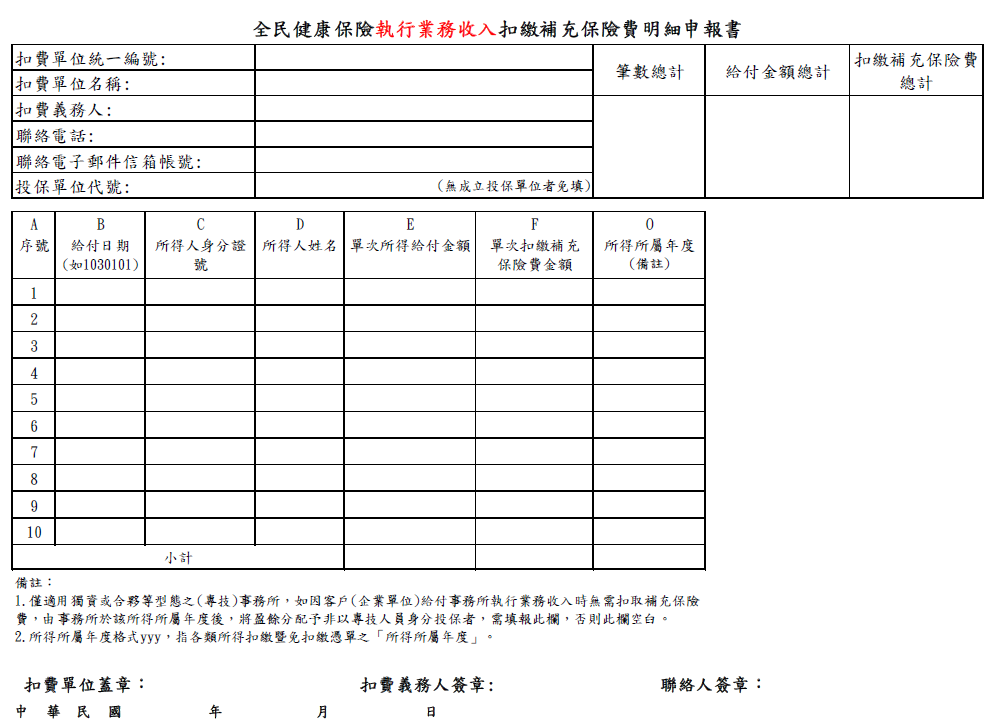 全民健康保險執行業務收入扣繳補充保險費明細申報書
扣費單位統一編號:
扣費單位名稱:
扣費義務人:
聯絡電話:
聯絡電子郵件信箱帳號:
投保單位代號: (無成立投保單位者免填)
筆數總計 給付金額總計 扣繳補充保險費
總計
A B C D E F O
序號 給付日期 所得人身分證 所得人姓名 單次所得給付金額 單次扣繳補充 所得所屬年度
(如1030101) 號 保險費金額 (備註)
1
2
3
4
5
6
7
8
9
10
小計
備註：
1.僅適用獨資或合夥等型態之(專技)事務所，如因客戶(企業單位)給付事務所執行業務收入時無需扣取補充保險
費，由事務所於該所得所屬年度後，將盈餘分配予非以專技人員身分投保者，需填報此欄，否則此欄空白。
2.所得所屬年度格式yyy，指各類所得扣繳暨免扣繳憑單之「所得所屬年度」。
扣費單位蓋章： 扣費義務人簽章: 聯絡人簽章：
中 華 民 國 年 月 日